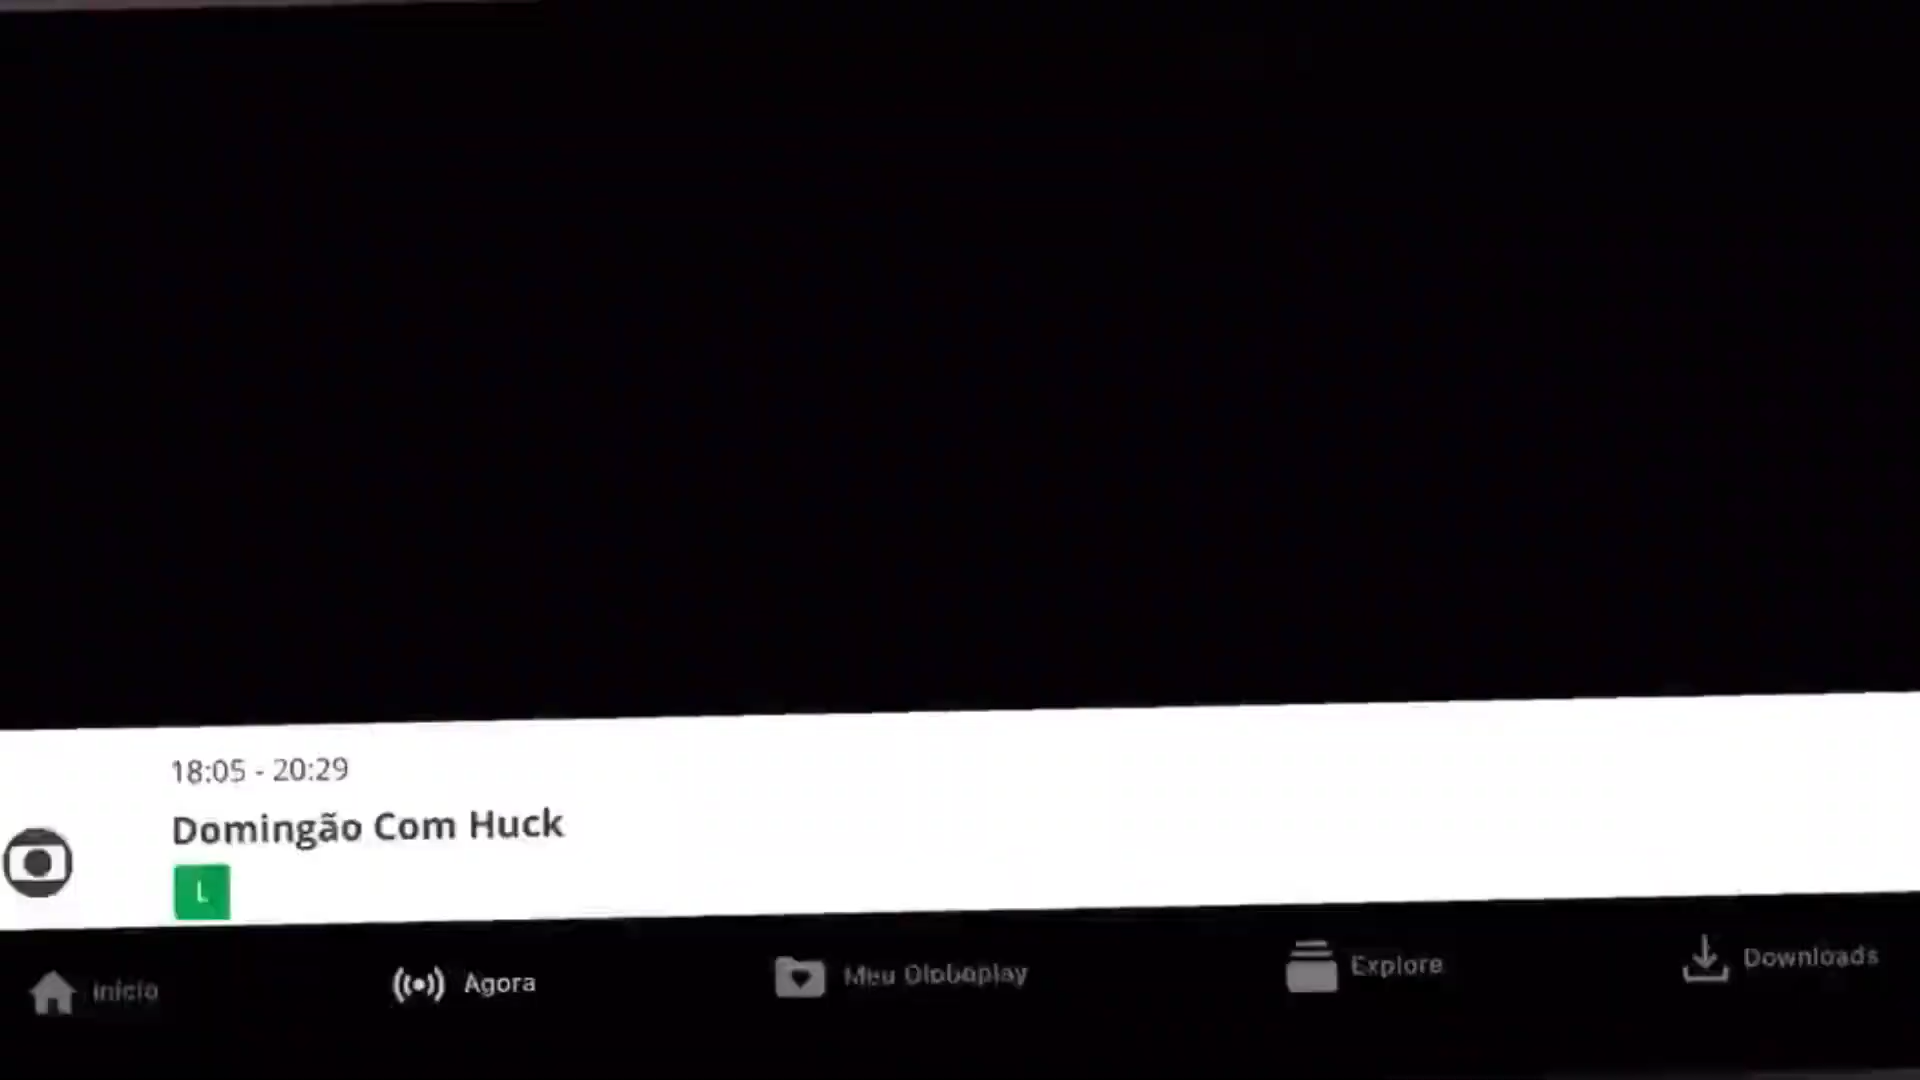 18:05 - 20:29
Domingão Com Huck
L
Início
Agora
Meu Globoplay
Explore
Downloads